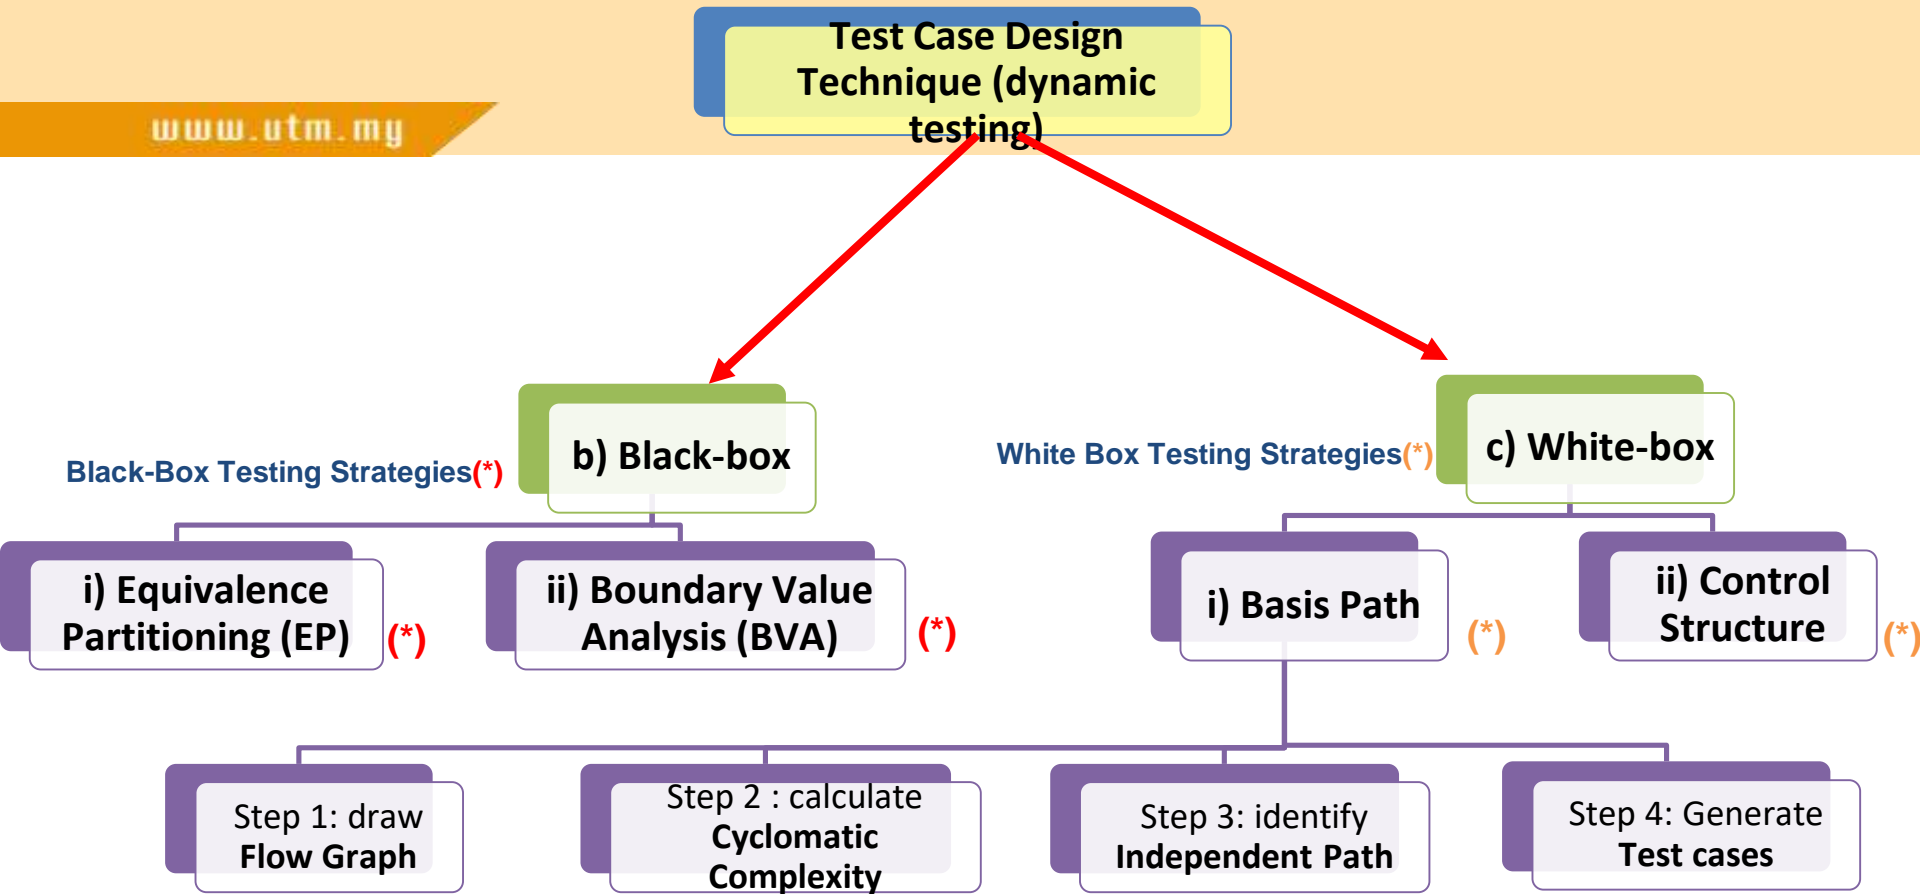 Test Case Design
Technique (dynamic
testing)
www.utm.my
b) Black-box
Black-Box Testing Strategies(*)
c) White-box
White Box Testing Strategies(*)
i) Equivalence
Partitioning (EP)
(*)
ii) Boundary Value
Analysis (BVA)
(*)
i) Basis Path
(*)
ii) Control
Structure
(*)
Step 1: draw
Flow Graph
Step 2 : calculate
Cyclomatic
Complexity
Step 3: identify
Independent Path
Step 4: Generate
Test cases